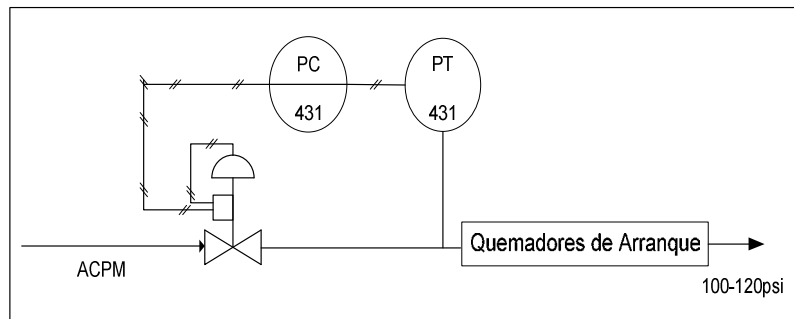 PC
431
PT
431
ACPM
Quemadores de Arranque
100-120psi